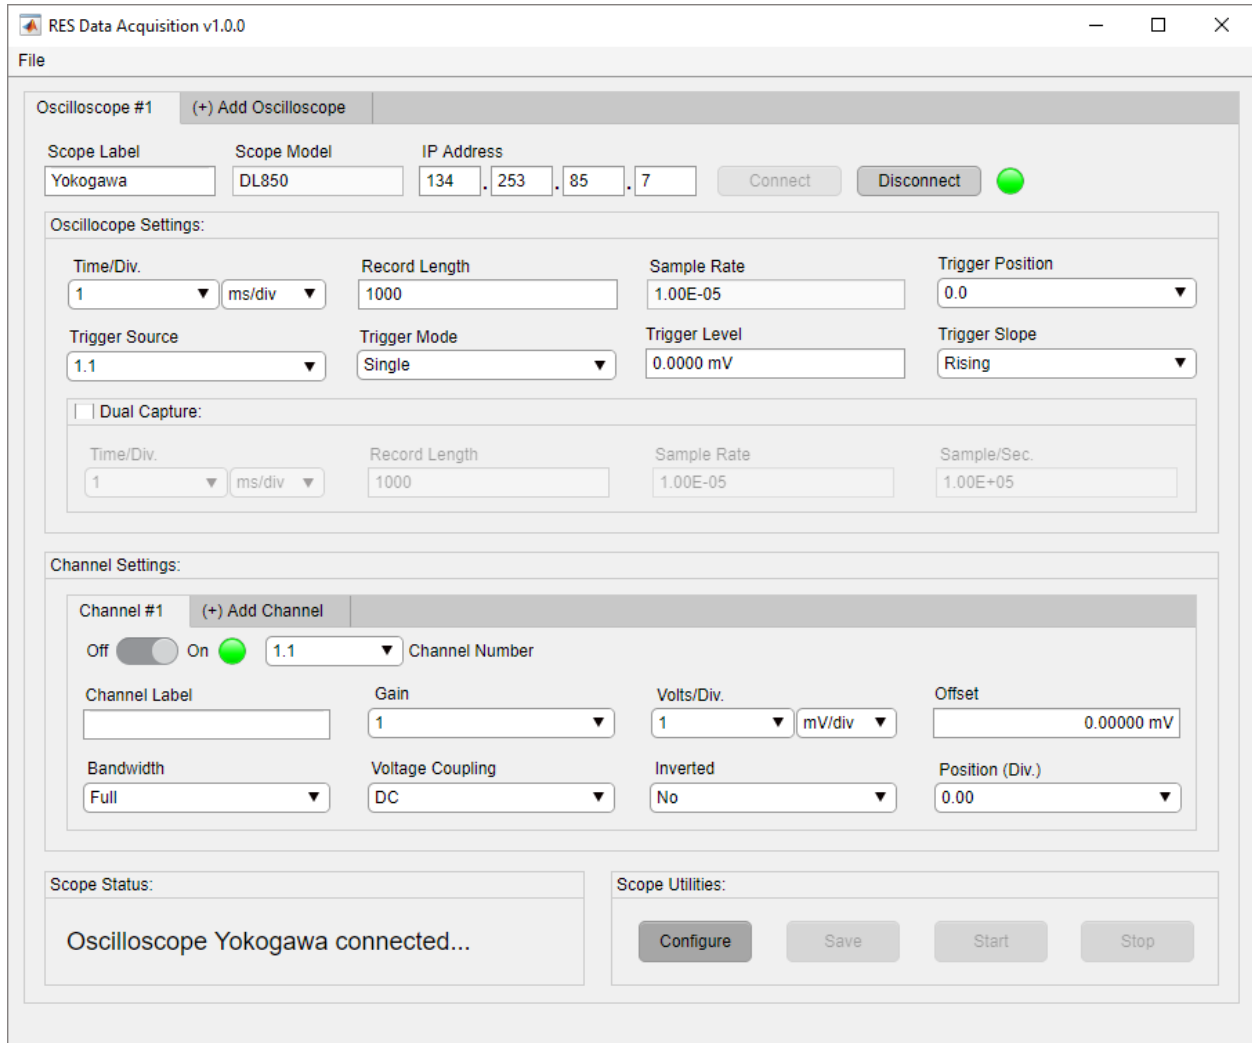 RES Data Acquisition v1.0.0
File
Oscilloscope #1 (+) Add Oscilloscope
Scope Label Scope Model IP Address
Yokogawa DL850 134 . 253 . 85 . 7 Connect Disconnect
Oscillocope Settings:
Time/Div. Record Length Sample Rate Trigger Position
1 ms/div 1000 1.00E-05 0.0
Trigger Source Trigger Mode Trigger Level Trigger Slope
1.1 Single 0.0000 mV Rising
Dual Capture:
Time/Div. Record Length Sample Rate Sample/Sec.
1 ms/div 1000 1.00E-05 1.00E+05
Channel Settings:
Channel #1 (+) Add Channel
Off On 1.1 Channel Number
Channel Label Gain Volts/Div. Offset
1 1 mV/div 0.00000 mV
Bandwidth Voltage Coupling Inverted Position (Div.)
Full DC No 0.00
Scope Status: Scope Utilities:
Oscilloscope Yokogawa connected... Configure Save Start Stop